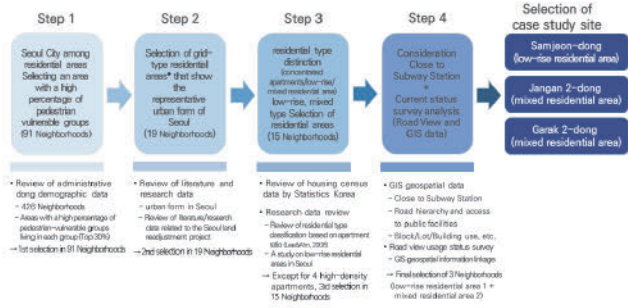 Step 1
Seoul City among
residential areas
Selecting an area
with a high
percentage of
pedestrian
vulnerable groups
(91 Neighborhoods)
• Review of administrative
dong demographic data
- 426 Neighborhoods
- Areas with a high percentage of
pedestrian-vulnerable groups
living in each group (Top 30%)
→ 1st selection in 91 Neighborhoods
Step 2
Selection of grid-
type residential
areas* that show
the
representative
urban form of
Seoul
(19 Neighborhoods)
• Review of literature and
research data
- urban form in Seoul
- Review of literature/research
data related to the Seoul land
readjustment project
→ 2nd selection in 19 Neighborhoods
Step 3
residential type
distinction
(concentrated
apartments/low-rise/
mixed residential area)
low-rise, mixed
type Selection of
residential areas
(15 Neighborhoods)
• Review of housing census
data by Statistics Korea
• Research data review
- Review of residential type
classification based on apartment
ratio
- A study on low-rise residential
areas in Seoul
→ Except for 4 high-density
apartments, 3rd selection in
15 Neighborhoods
Step 4
Consideration
Close to
Subway Station
+
Current status
survey analysis
(Road View and
GIS data)
• GIS geospatial data
- Close to Subway Station
- Road hierarchy and access
to public facilities
- Block/Lot/Building use, etc.
• Road view usage status survey
- GIS geospatial information linkage
→ Final selection of 3 Neighborhoods
(low-rise residential area 1 +
mixed residential area 2)
Selection of
case study site
Samjeon-dong
(low-rise residential area)
Jangan 2-dong
(mixed residential area)
Garak 2-dong
(mixed residential area)